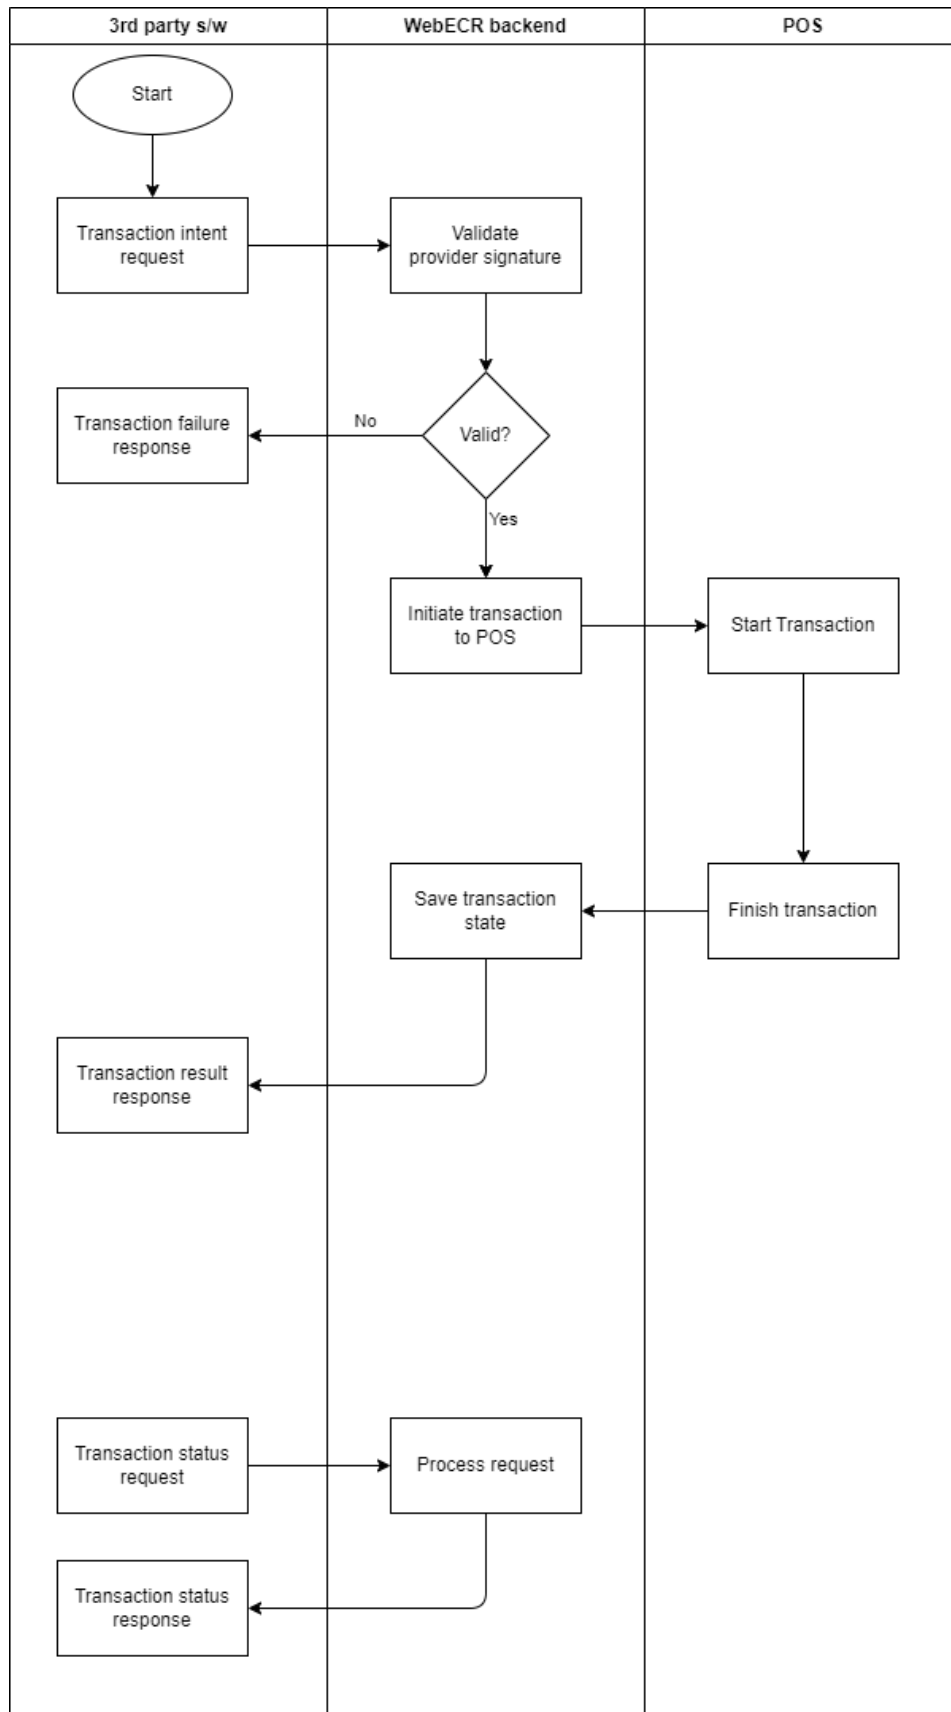 3rd party s/w
WebECR backend
POS
Start
Transaction intent
request
Validate
provider signature
Transaction failure
response
No
Valid?
Yes
Initiate transaction
to POS
Start Transaction
Save transaction
state
Finish transaction
Transaction result
response
Transaction status
request
Process request
Transaction status
response